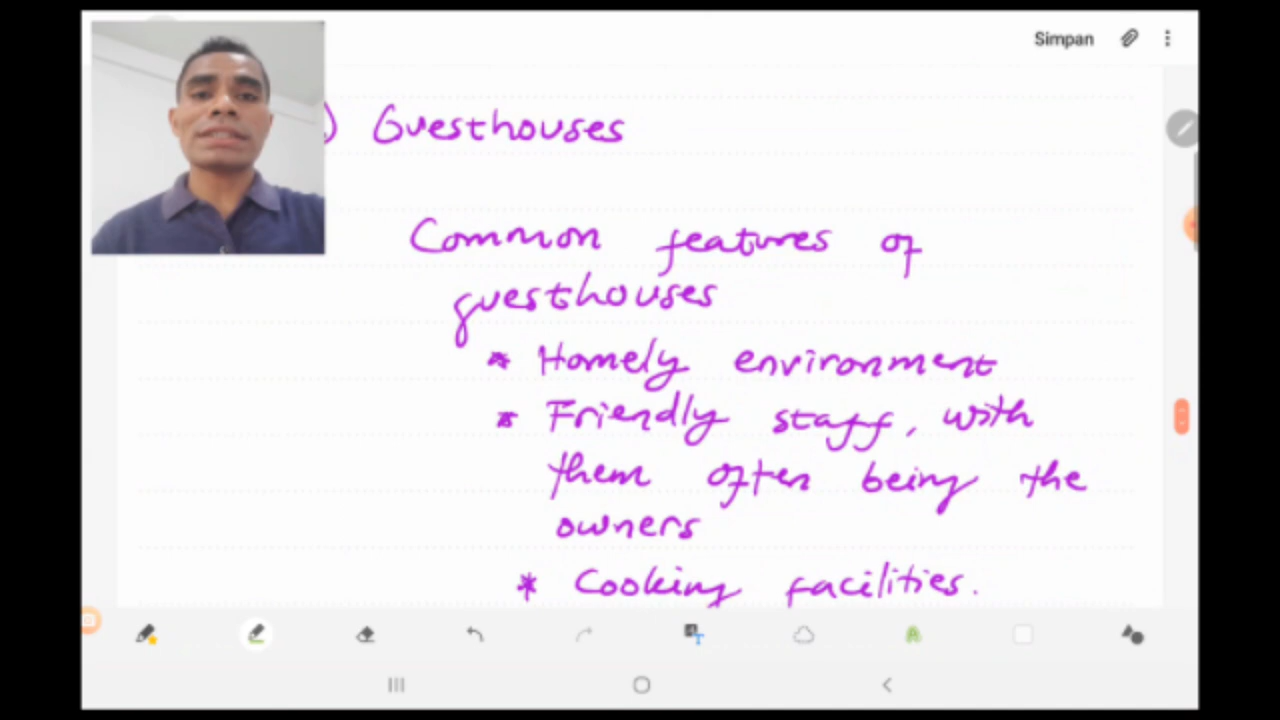 Simpan
) Guesthouses
Common features of
guesthouses
* Homely environment
* Friendly staff, with
them often being the
owners
* Cooking facilities.